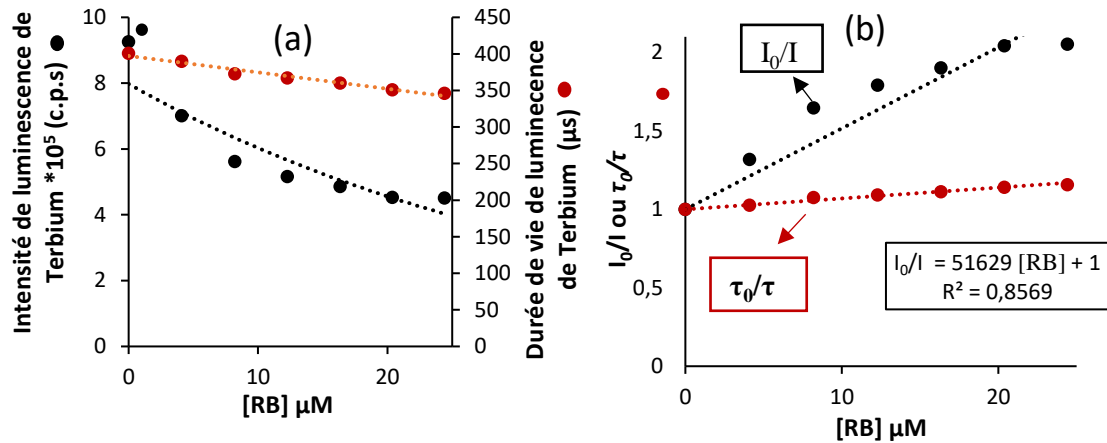 (a)
Intensité de luminescence de
Terbium *10⁵ (c.p.s)
10
8
6
4
2
0
450
400
350
300
250
200
150
100
50
0
Durée de vie de luminecence
de Terbium (µs)
0
10
20
[RB] µM
(b)
I₀/I ou τ₀/τ
2
1,5
1
0,5
0
I₀/I
τ₀/τ
I₀/I = 51629 [RB] + 1
R² = 0,8569
0
10
20
[RB] µM